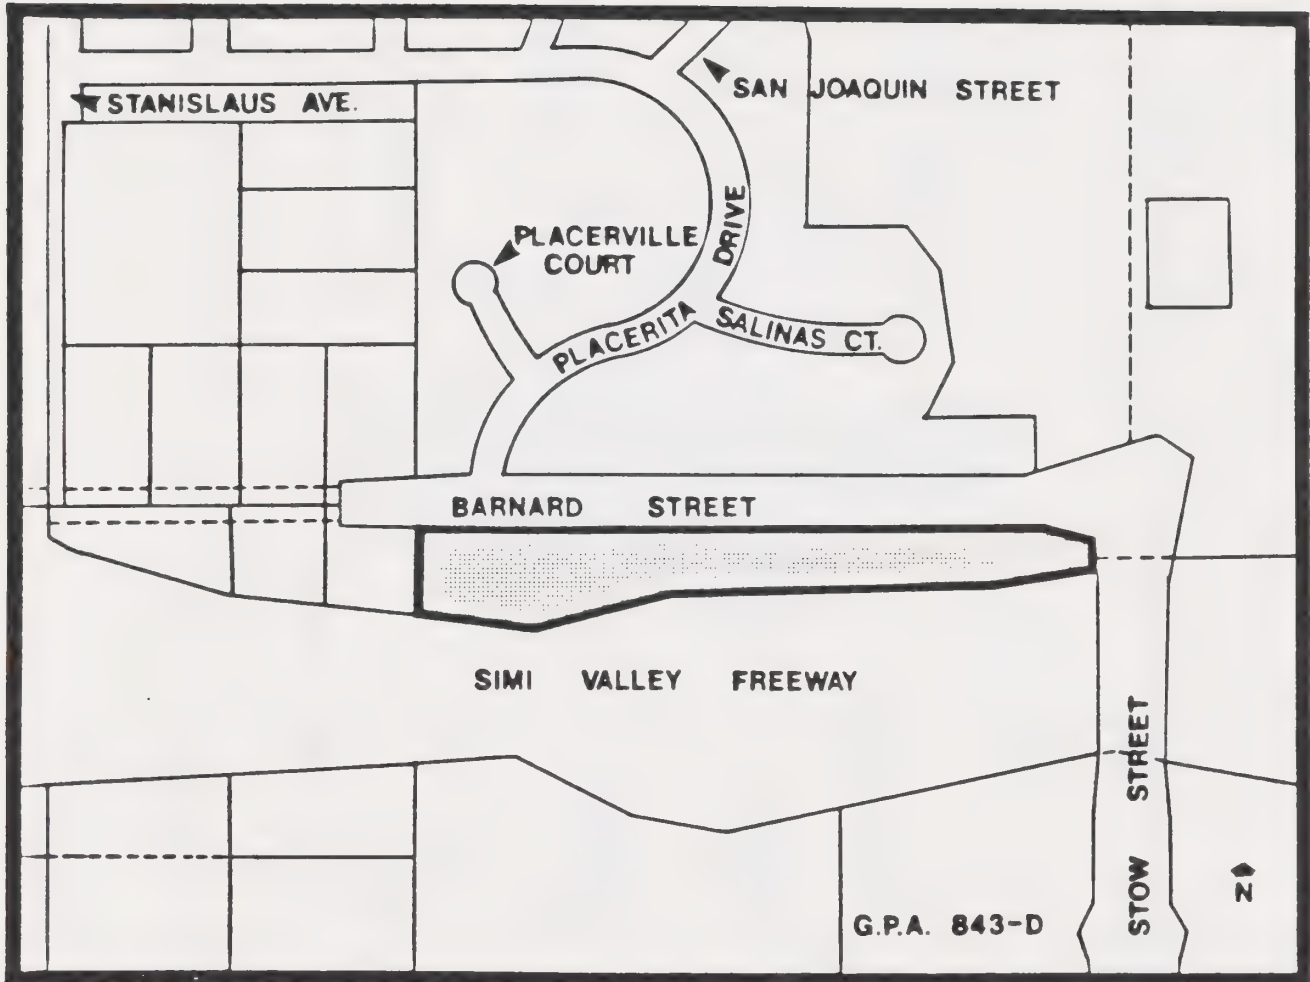 STANISLAUS AVE.
SAN JOAQUIN STREET
PLACERVILLE
COURT
PLACERITA DRIVE
SALINAS CT.
BARNARD STREET
SIMI VALLEY FREEWAY
STOW STREET
N
G.P.A. 843-D